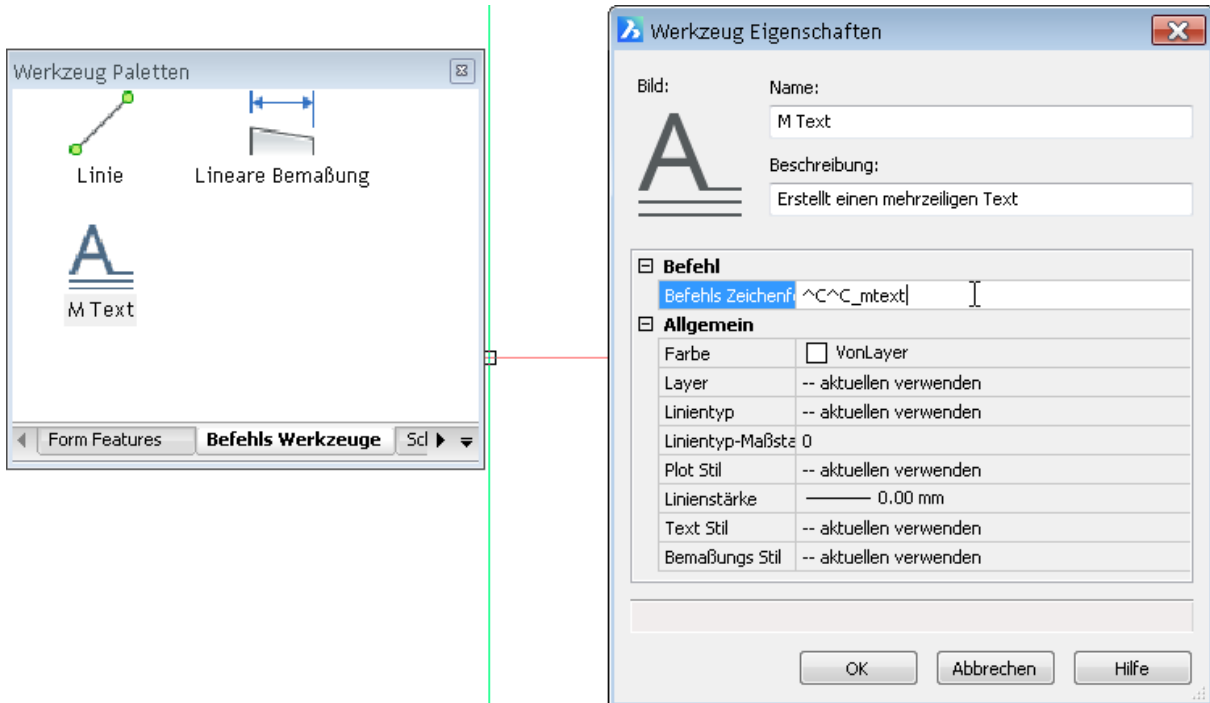 Werkzeug Paletten
Linie
Lineare Bemaßung
M Text
Form Features
Befehls Werkzeuge
Scl
Werkzeug Eigenschaften
Bild:
Name:
M Text
Beschreibung:
Erstellt einen mehrzeiligen Text
Befehl
Befehls Zeichenf ^C^C_mtext
Allgemein
Farbe VonLayer
Layer -- aktuellen verwenden
Linientyp -- aktuellen verwenden
Linientyp-Maßsta 0
Plot Stil -- aktuellen verwenden
Linienstärke 0.00 mm
Text Stil -- aktuellen verwenden
Bemaßungs Stil -- aktuellen verwenden
OK
Abbrechen
Hilfe